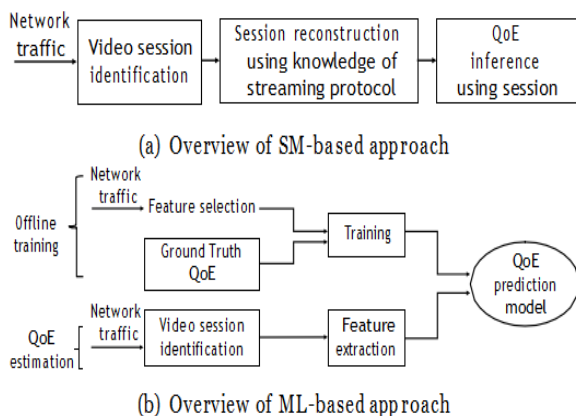 Network
traffic
Video session
identification
Session reconstruction
using knowledge of
streaming protocol
QoE
inference
using session
(a) Overview of SM-based approach
Offline
training
Network
traffic
Feature selection
Ground Truth
QoE
Training
QoE
prediction
model
QoE
estimation
Network
traffic
Video session
identification
Feature
extraction
(b) Overview of ML-based approach